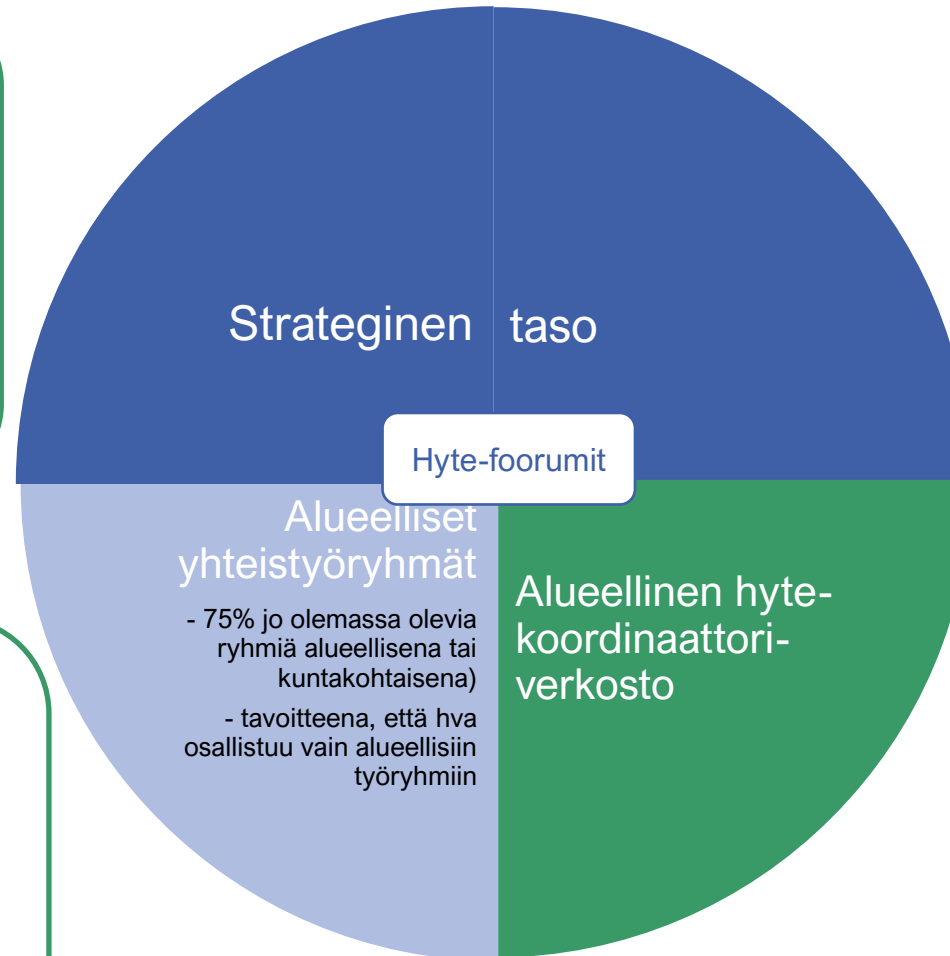 Strateginen taso
Hyte-foorumit
Alueelliset
yhteistyöryhmät
- 75% jo olemassa olevia
ryhmiä alueellisena tai
kuntakohtaisena)
- tavoitteena, että hva
osallistuu vain alueellisiin
työryhmiin
Alueellinen hyte-
koordinaattori-
verkosto